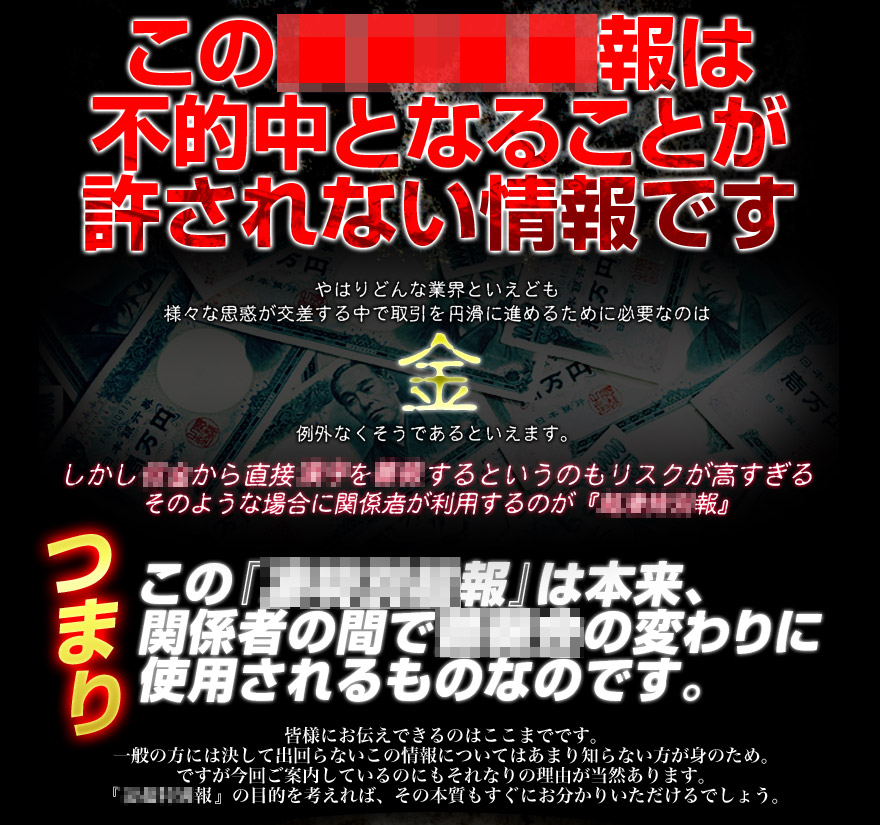 この報は
不的中となることが
許されない情報です
やはりどんな業界といえども
様々な思惑が交差する中で取引を円滑に進めるために必要なのは
金
例外なくそうであるといえます。
しかしから直接をするというのもリスクが高すぎる
そのような場合に関係者が利用するのが『報』
つまり
この『報』は本来、
関係者の間での変わりに
使用されるものなのです。
皆様にお伝えできるのはここまでです。
一般の方には決して出回らないこの情報についてはあまり知らない方が身のため。
ですが今回ご案内しているのにもそれなりの理由が当然あります。
『報』の目的を考えれば、その本質もすぐにお分かりいただけるでしょう。